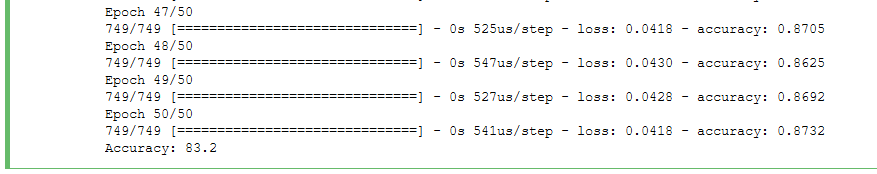 Epoch 47/50
749/749 [==============================] - 0s 525us/step - loss: 0.0418 - accuracy: 0.8705
Epoch 48/50
749/749 [==============================] - 0s 547us/step - loss: 0.0430 - accuracy: 0.8625
Epoch 49/50
749/749 [==============================] - 0s 527us/step - loss: 0.0428 - accuracy: 0.8692
Epoch 50/50
749/749 [==============================] - 0s 541us/step - loss: 0.0418 - accuracy: 0.8732
Accuracy: 83.2